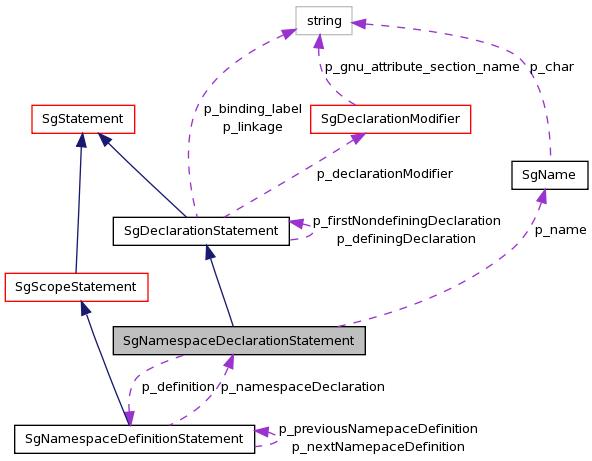 string
p_gnu_attribute_section_name
p_char
p_binding_label
p_linkage
SgStatement
SgDeclarationModifier
p_declarationModifier
SgName
SgDeclarationStatement
p_firstNondefiningDeclaration
p_definingDeclaration
p_name
SgScopeStatement
SgNamespaceDeclarationStatement
p_definition
p_namespaceDeclaration
SgNamespaceDefinitionStatement
p_previousNamepaceDefinition
p_nextNamepaceDefinition